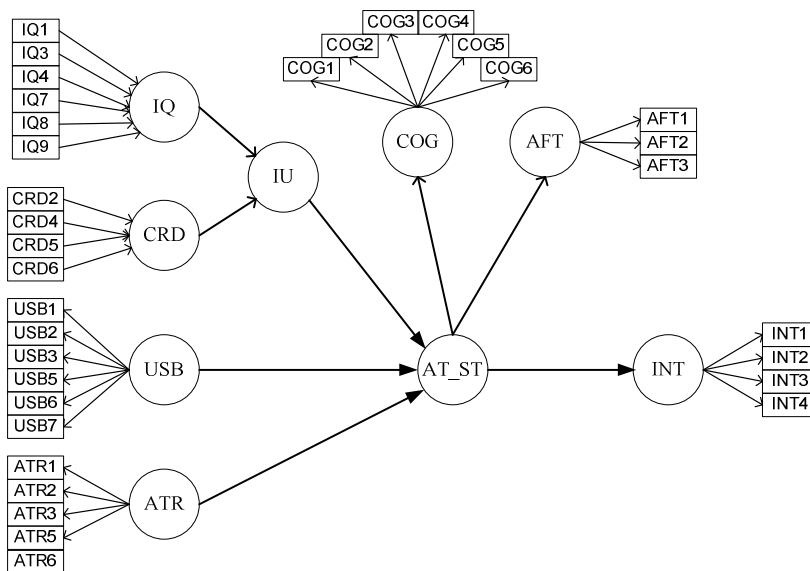 IQ1
IQ3
IQ4
IQ7
IQ8
IQ9
IQ
CRD2
CRD4
CRD5
CRD6
CRD
IU
USB1
USB2
USB3
USB5
USB6
USB7
USB
ATR1
ATR2
ATR3
ATR5
ATR6
ATR
COG1
COG2
COG3
COG4
COG5
COG6
COG
AFT
AFT1
AFT2
AFT3
AT_ST
INT
INT1
INT2
INT3
INT4